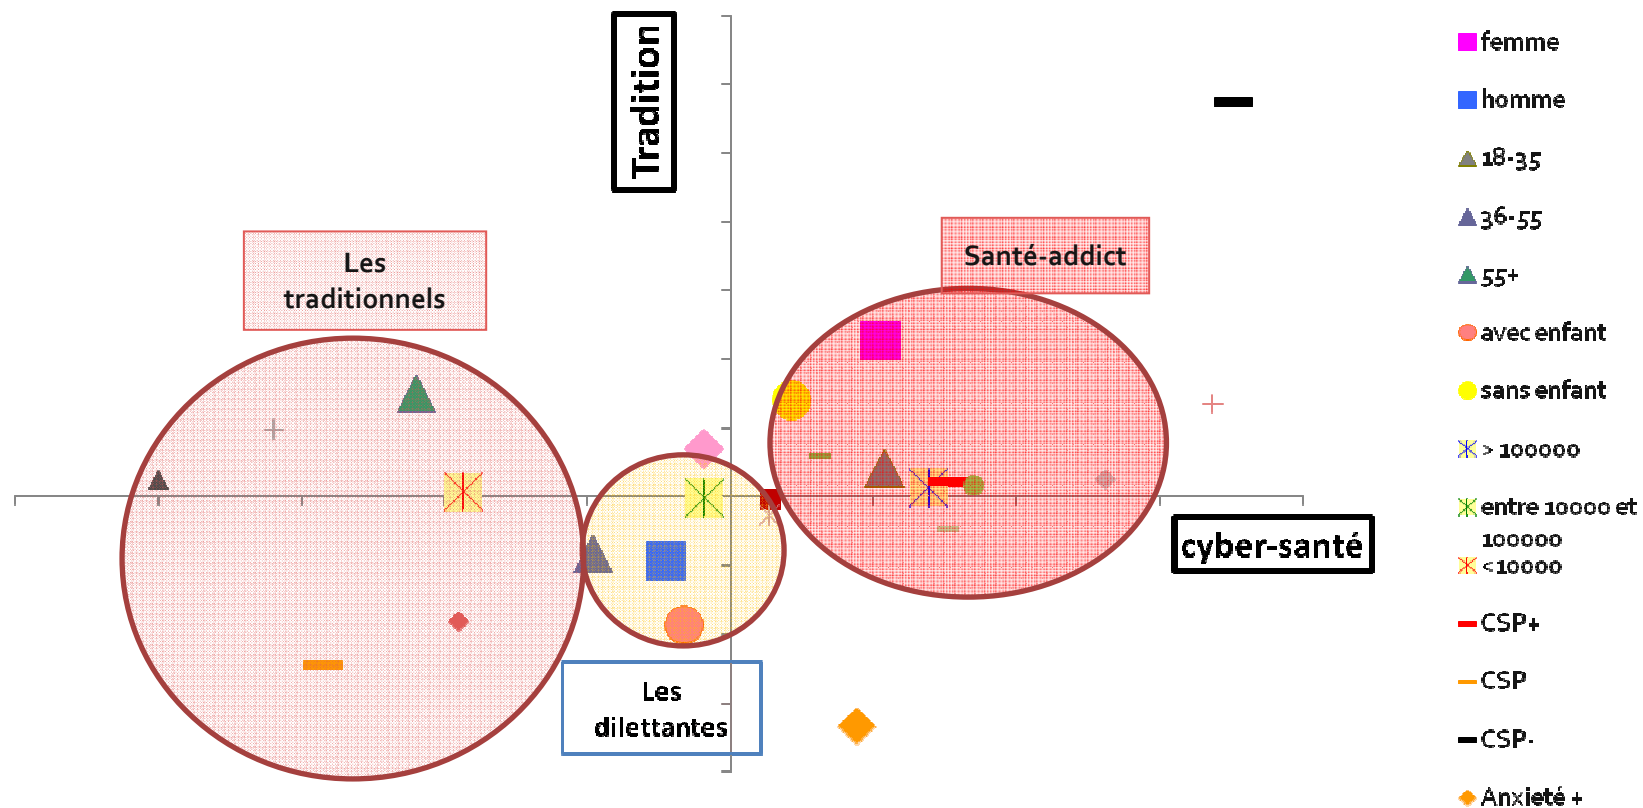 Tradition
femme
homme
18-35
36-55
55+
avec enfant
sans enfant
> 100000
entre 10000 et
100000
<10000
CSP+
CSP
CSP-
Anxieté +
Les
traditionnels
Santé-addict
cyber-santé
Les
dilettantes